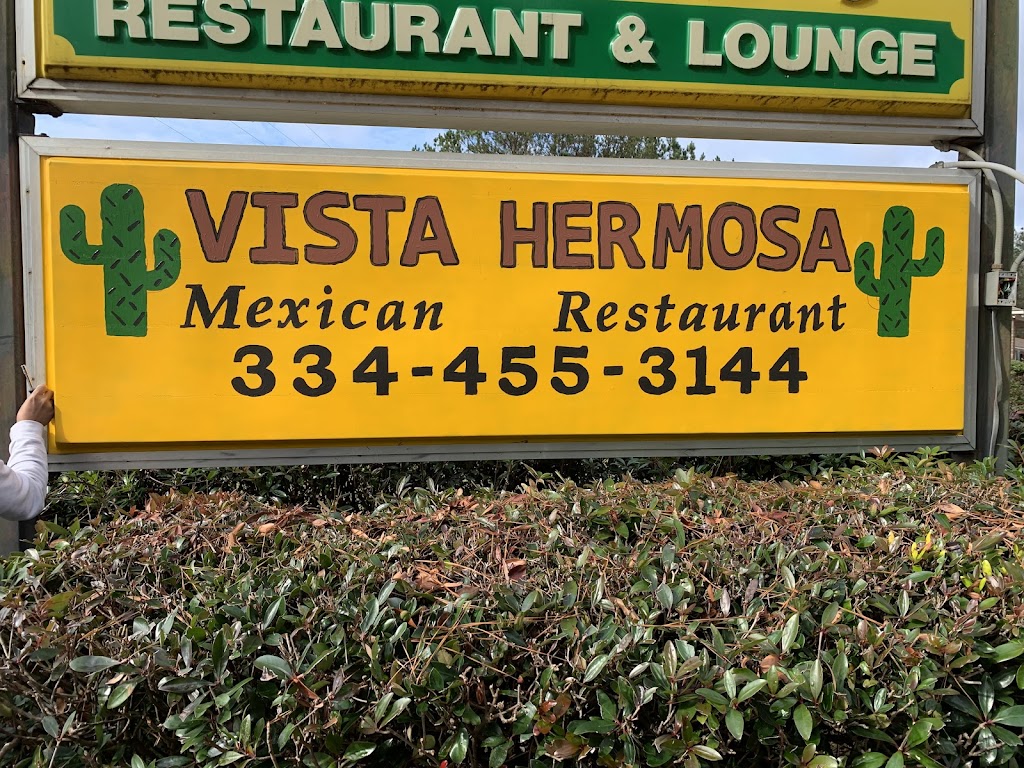 RESTAURANT & LOUNGE
VISTA HERMOSA
Mexican Restaurant
334-455-3144